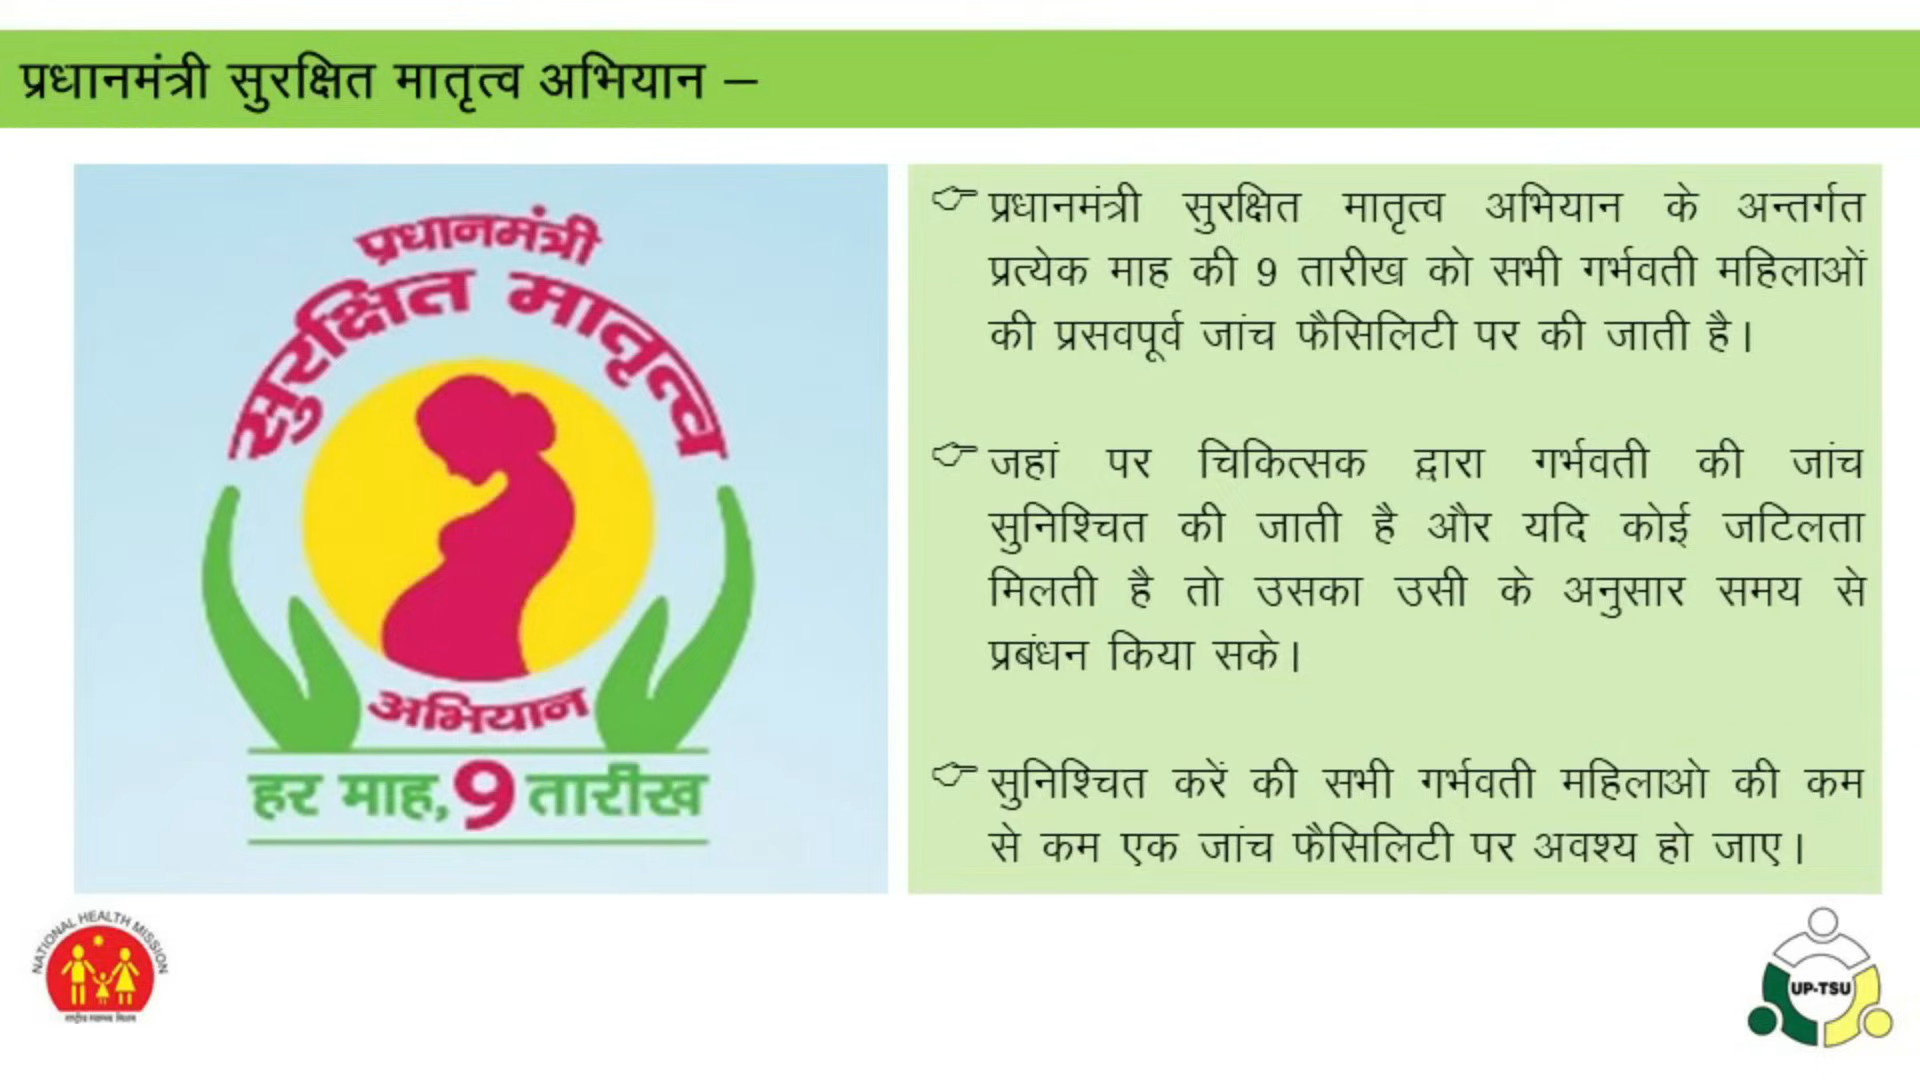 प्रधानमंत्री सुरक्षित मातृत्व अभियान –
प्रधानमंत्री
सुरक्षित मातृत्व
अभियान
हर माह, 9 तारीख
प्रधानमंत्री सुरक्षित मातृत्व अभियान के अन्तर्गत
प्रत्येक माह की 9 तारीख को सभी गर्भवती महिलाओं
की प्रसवपूर्व जांच फैसिलिटी पर की जाती है।
जहां पर चिकित्सक द्वारा गर्भवती की जांच
सुनिश्चित की जाती है और यदि कोई जटिलता
मिलती है तो उसका उसी के अनुसार समय से
प्रबंधन किया सके।
सुनिश्चित करें की सभी गर्भवती महिलाओ की कम
से कम एक जांच फैसिलिटी पर अवश्य हो जाए।
NATIONAL HEALTH MISSION
राष्ट्रीय स्वास्थ्य मिशन
UP-TSU